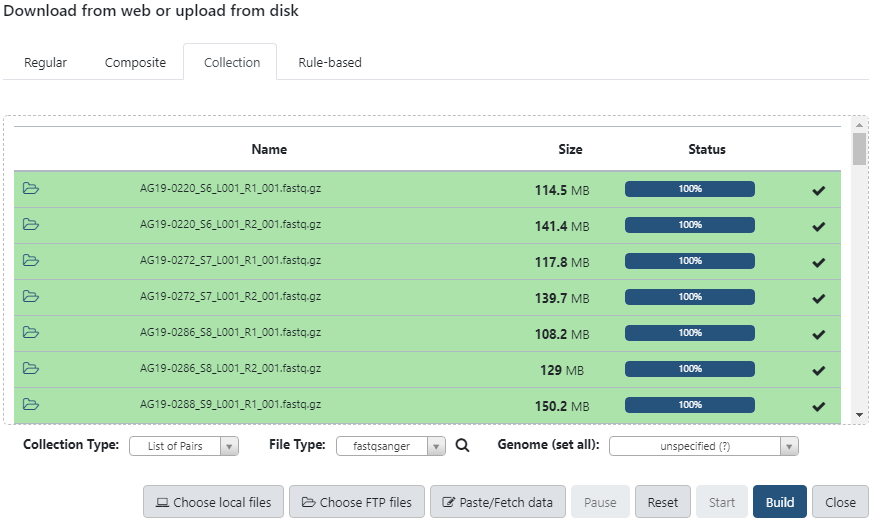 Download from web or upload from disk
Regular Composite Collection Rule-based
Name Size Status
AG19-0220_S6_L001_R1_001.fastq.gz 114.5 MB 100%
AG19-0220_S6_L001_R2_001.fastq.gz 141.4 MB 100%
AG19-0272_S7_L001_R1_001.fastq.gz 117.8 MB 100%
AG19-0272_S7_L001_R2_001.fastq.gz 139.7 MB 100%
AG19-0286_S8_L001_R1_001.fastq.gz 108.2 MB 100%
AG19-0286_S8_L001_R2_001.fastq.gz 129 MB 100%
AG19-0288_S9_L001_R1_001.fastq.gz 150.2 MB 100%
Collection Type: List of Pairs File Type: fastqsanger Genome (set all): unspecified (?)
Choose local files Choose FTP files Paste/Fetch data Pause Reset Start Build Close